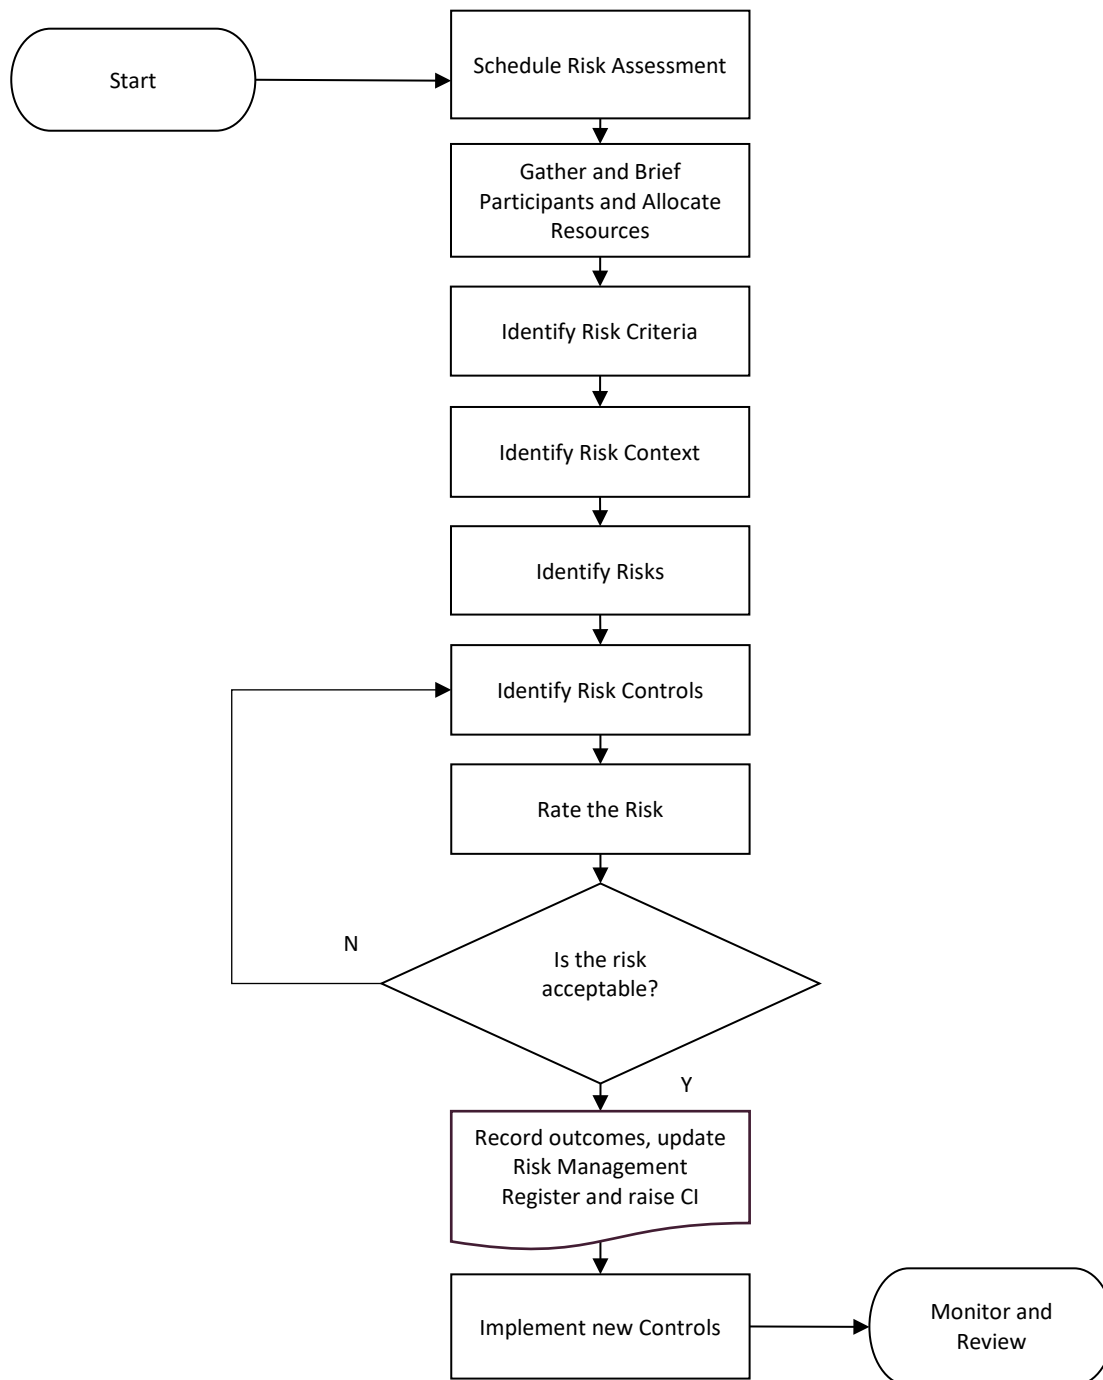 Start
Schedule Risk Assessment
Gather and Brief
Participants and Allocate
Resources
Identify Risk Criteria
Identify Risk Context
Identify Risks
Identify Risk Controls
Rate the Risk
N
Is the risk
acceptable?
Y
Record outcomes, update
Risk Management
Register and raise CI
Implement new Controls
Monitor and
Review